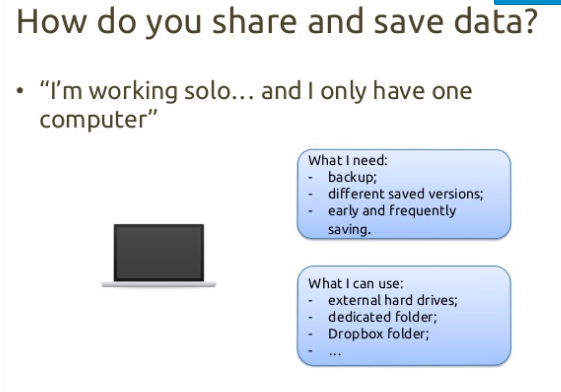 How do you share and save data?
• “I’m working solo… and I only have one
computer”
What I need:
- backup;
- different saved versions;
- early and frequently
saving.
What I can use:
- external hard drives;
- dedicated folder;
- Dropbox folder;
- ...